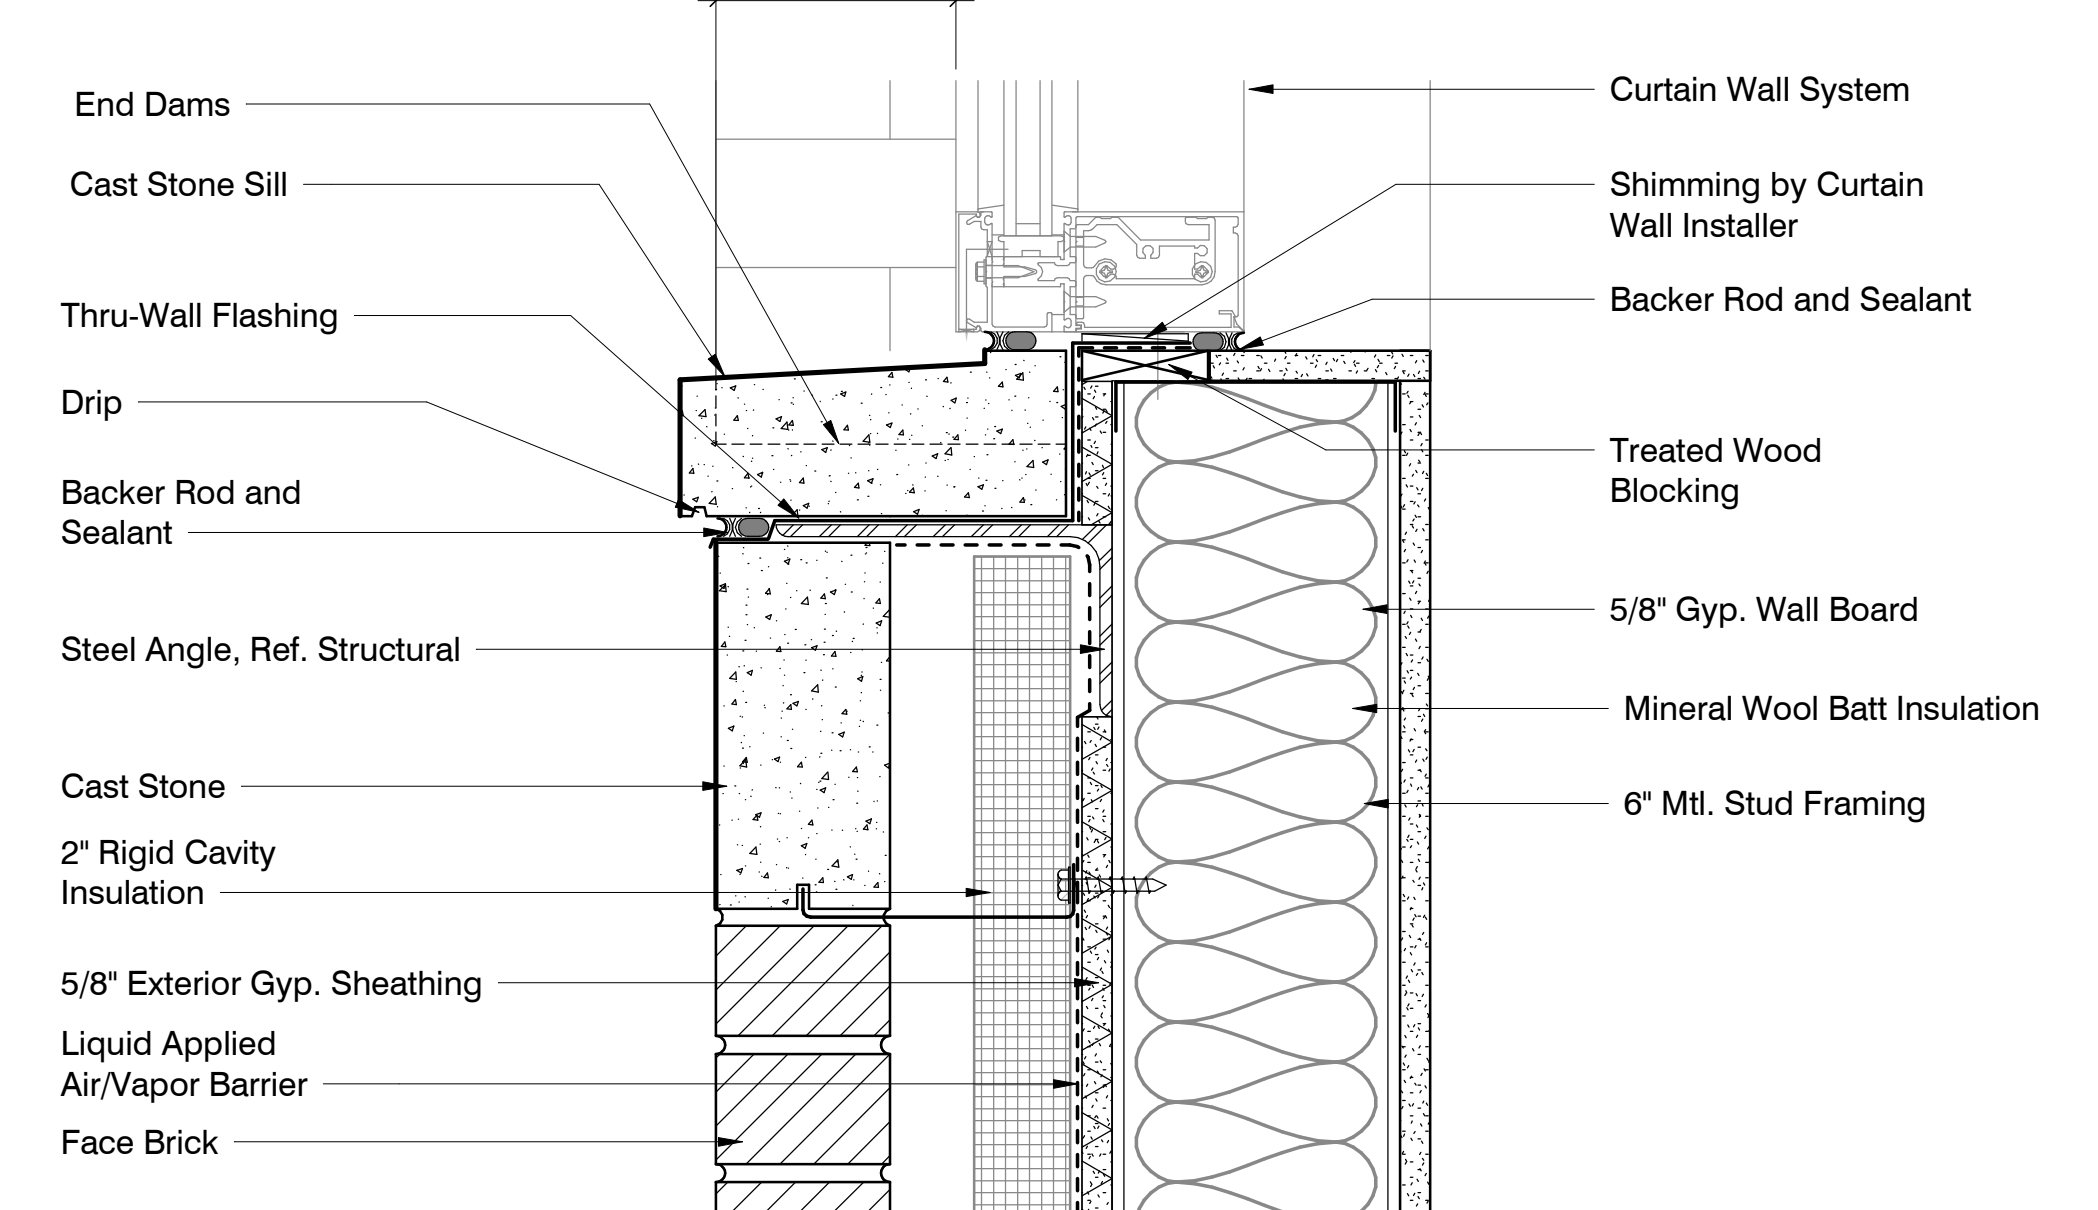 End Dams
Cast Stone Sill
Thru-Wall Flashing
Drip
Backer Rod and
Sealant
Steel Angle, Ref. Structural
Cast Stone
2" Rigid Cavity
Insulation
5/8" Exterior Gyp. Sheathing
Liquid Applied
Air/Vapor Barrier
Face Brick
Curtain Wall System
Shimming by Curtain
Wall Installer
Backer Rod and Sealant
Treated Wood
Blocking
5/8" Gyp. Wall Board
Mineral Wool Batt Insulation
6" Mtl. Stud Framing